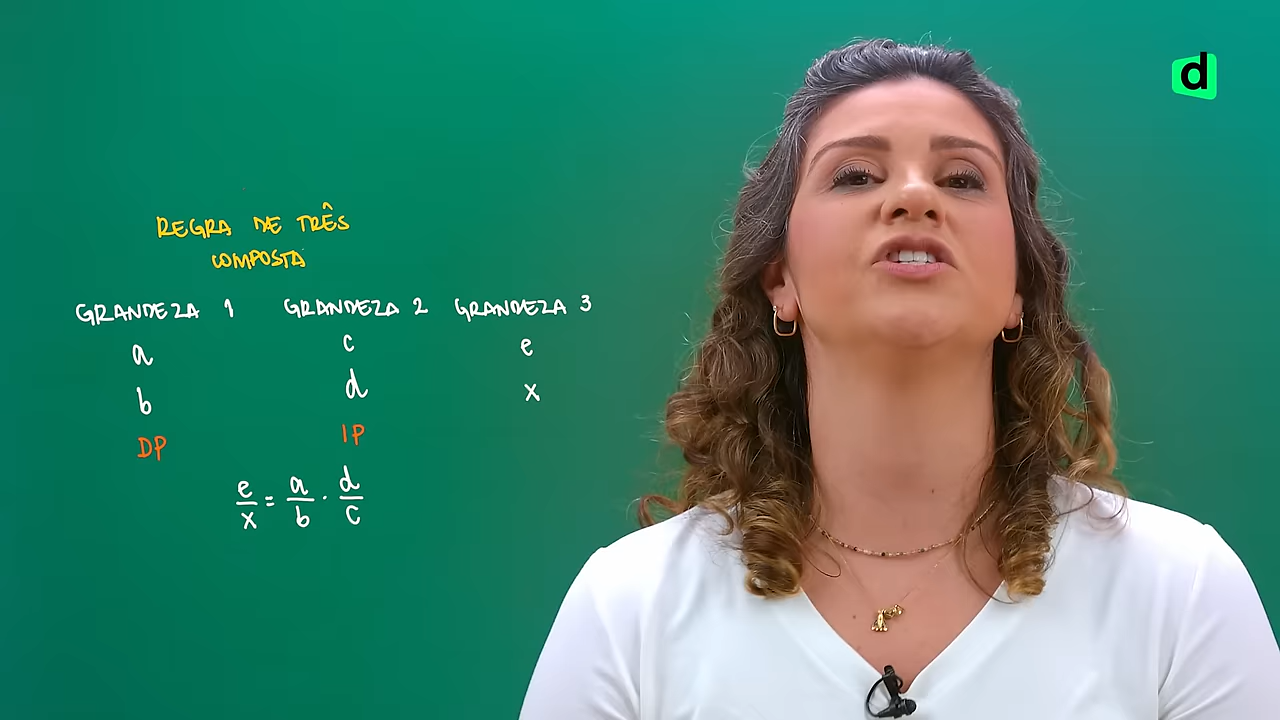 REGRA DE TRÊS
COMPOSTA
GRANDEZA 1 GRANDEZA 2 GRANDEZA 3
a c e
b d x
DP IP
e/x = a/b · d/c
d